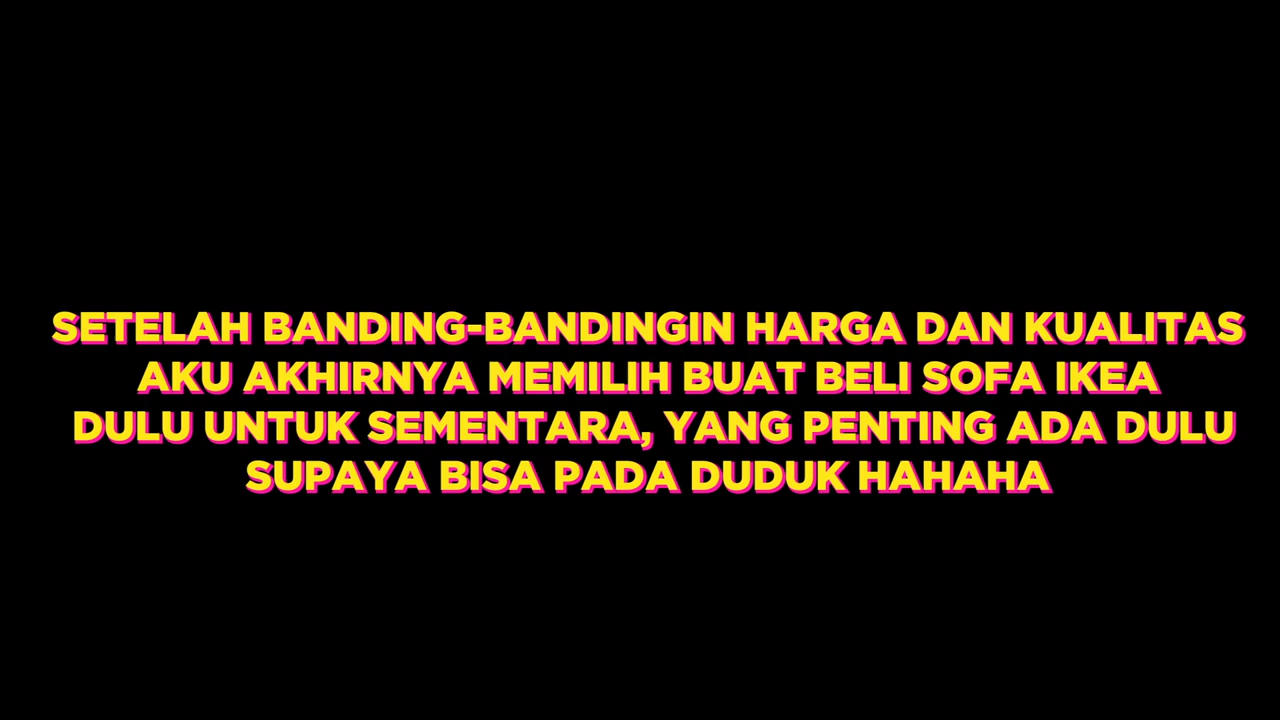 SETELAH BANDING-BANDINGIN HARGA DAN KUALITAS
AKU AKHIRNYA MEMILIH BUAT BELI SOFA IKEA
DULU UNTUK SEMENTARA, YANG PENTING ADA DULU
SUPAYA BISA PADA DUDUK HAHAHA